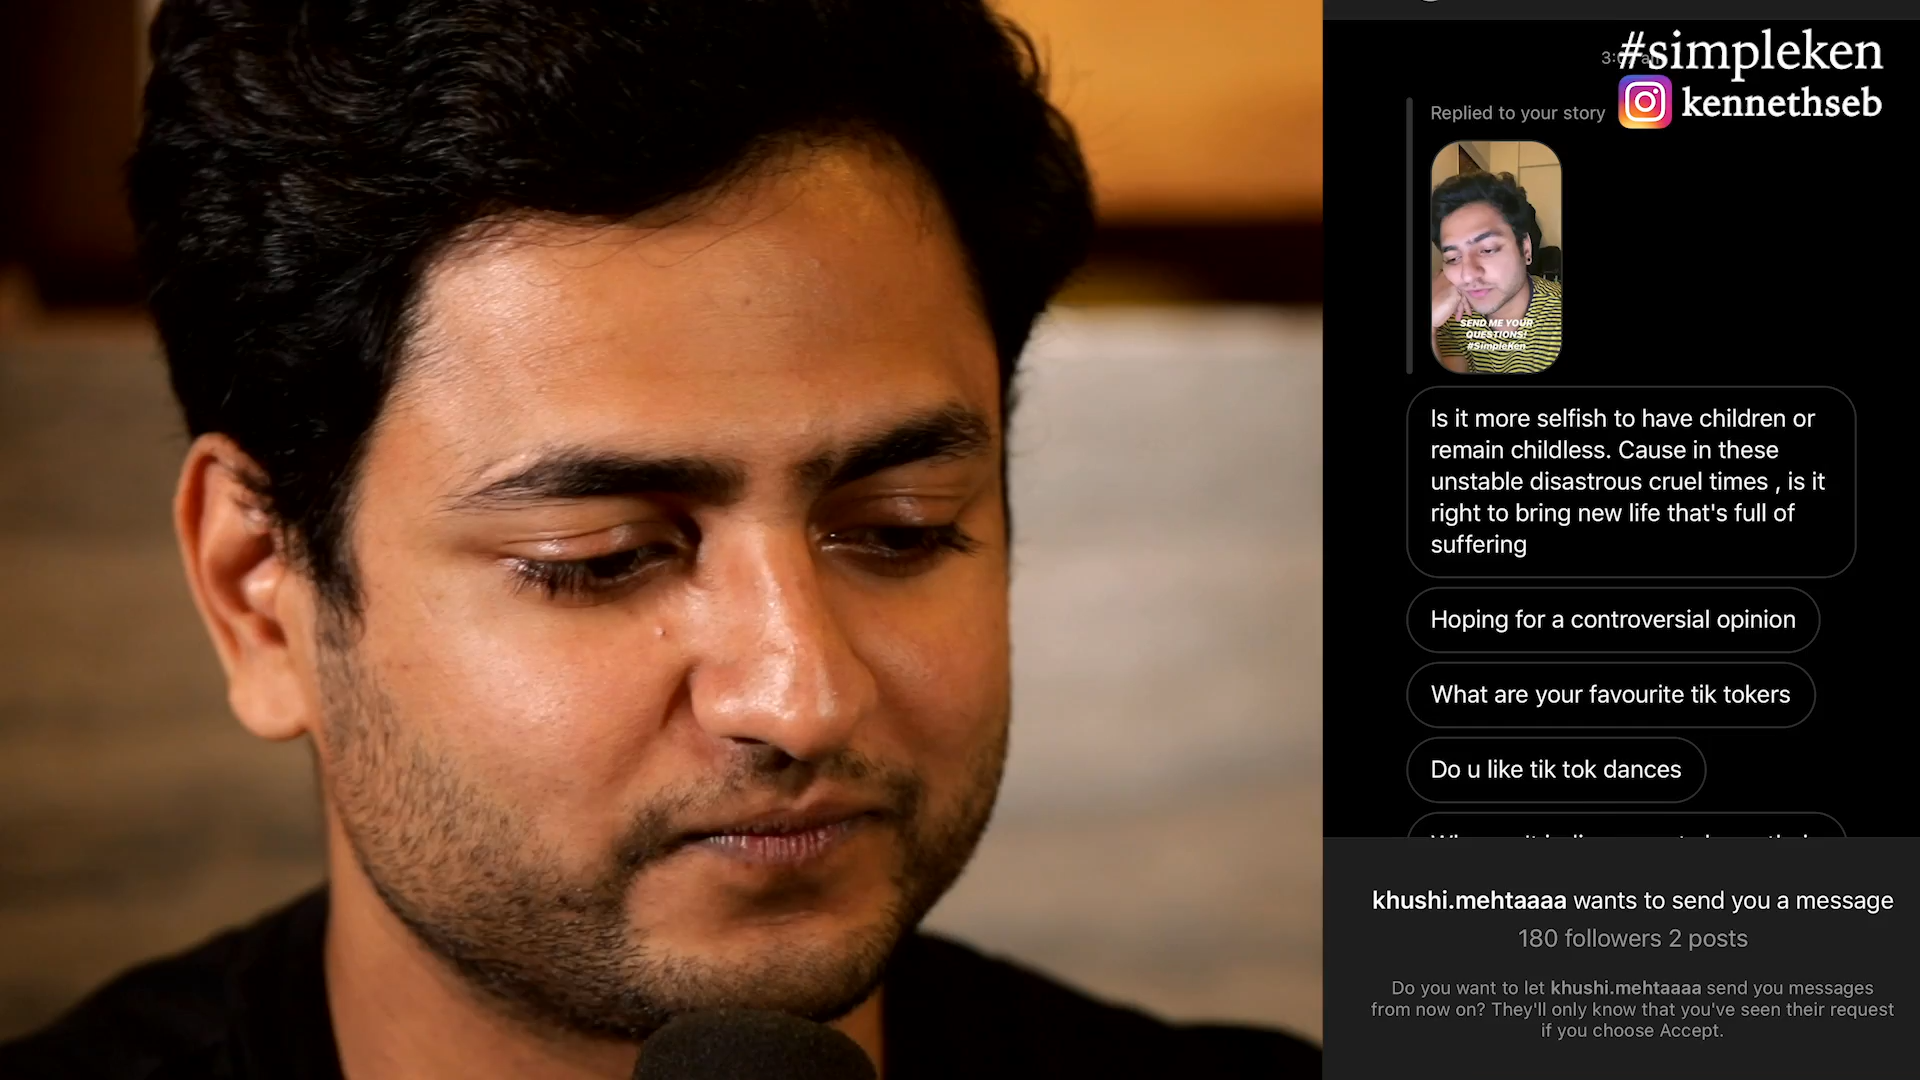 #simpleken
kennethseb
Replied to your story
SEND ME YOUR
QUESTIONS!
#SimpleKen
Is it more selfish to have children or
remain childless. Cause in these
unstable disastrous cruel times , is it
right to bring new life that's full of
suffering
Hoping for a controversial opinion
What are your favourite tik tokers
Do u like tik tok dances
khushi.mehtaaaa wants to send you a message
180 followers 2 posts
Do you want to let khushi.mehtaaaa send you messages
from now on? They'll only know that you've seen their request
if you choose Accept.